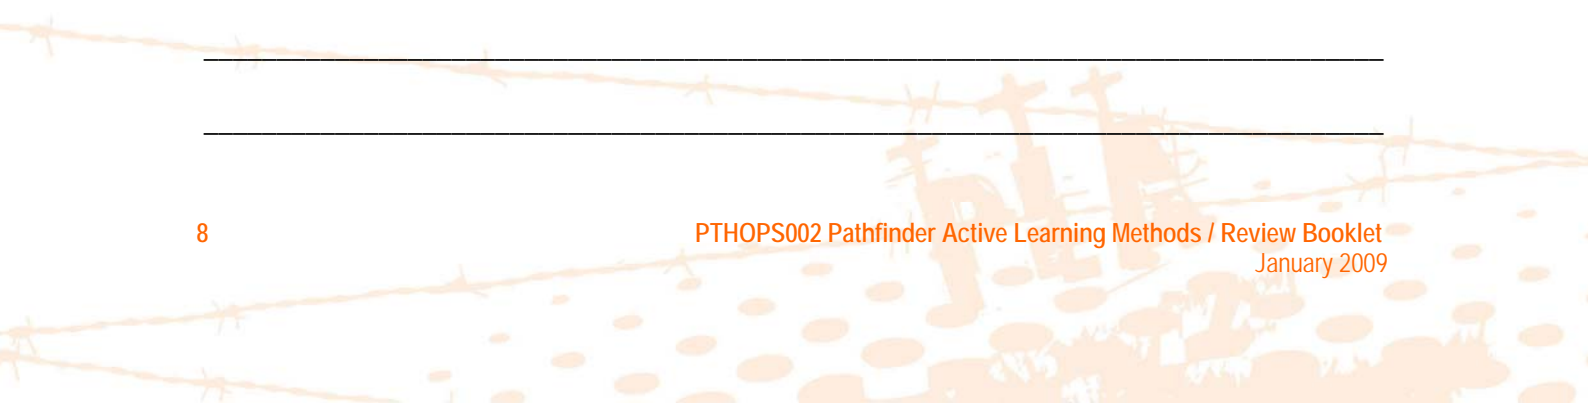 8 PTHOPS002 Pathfinder Active Learning Methods / Review Booklet
January 2009